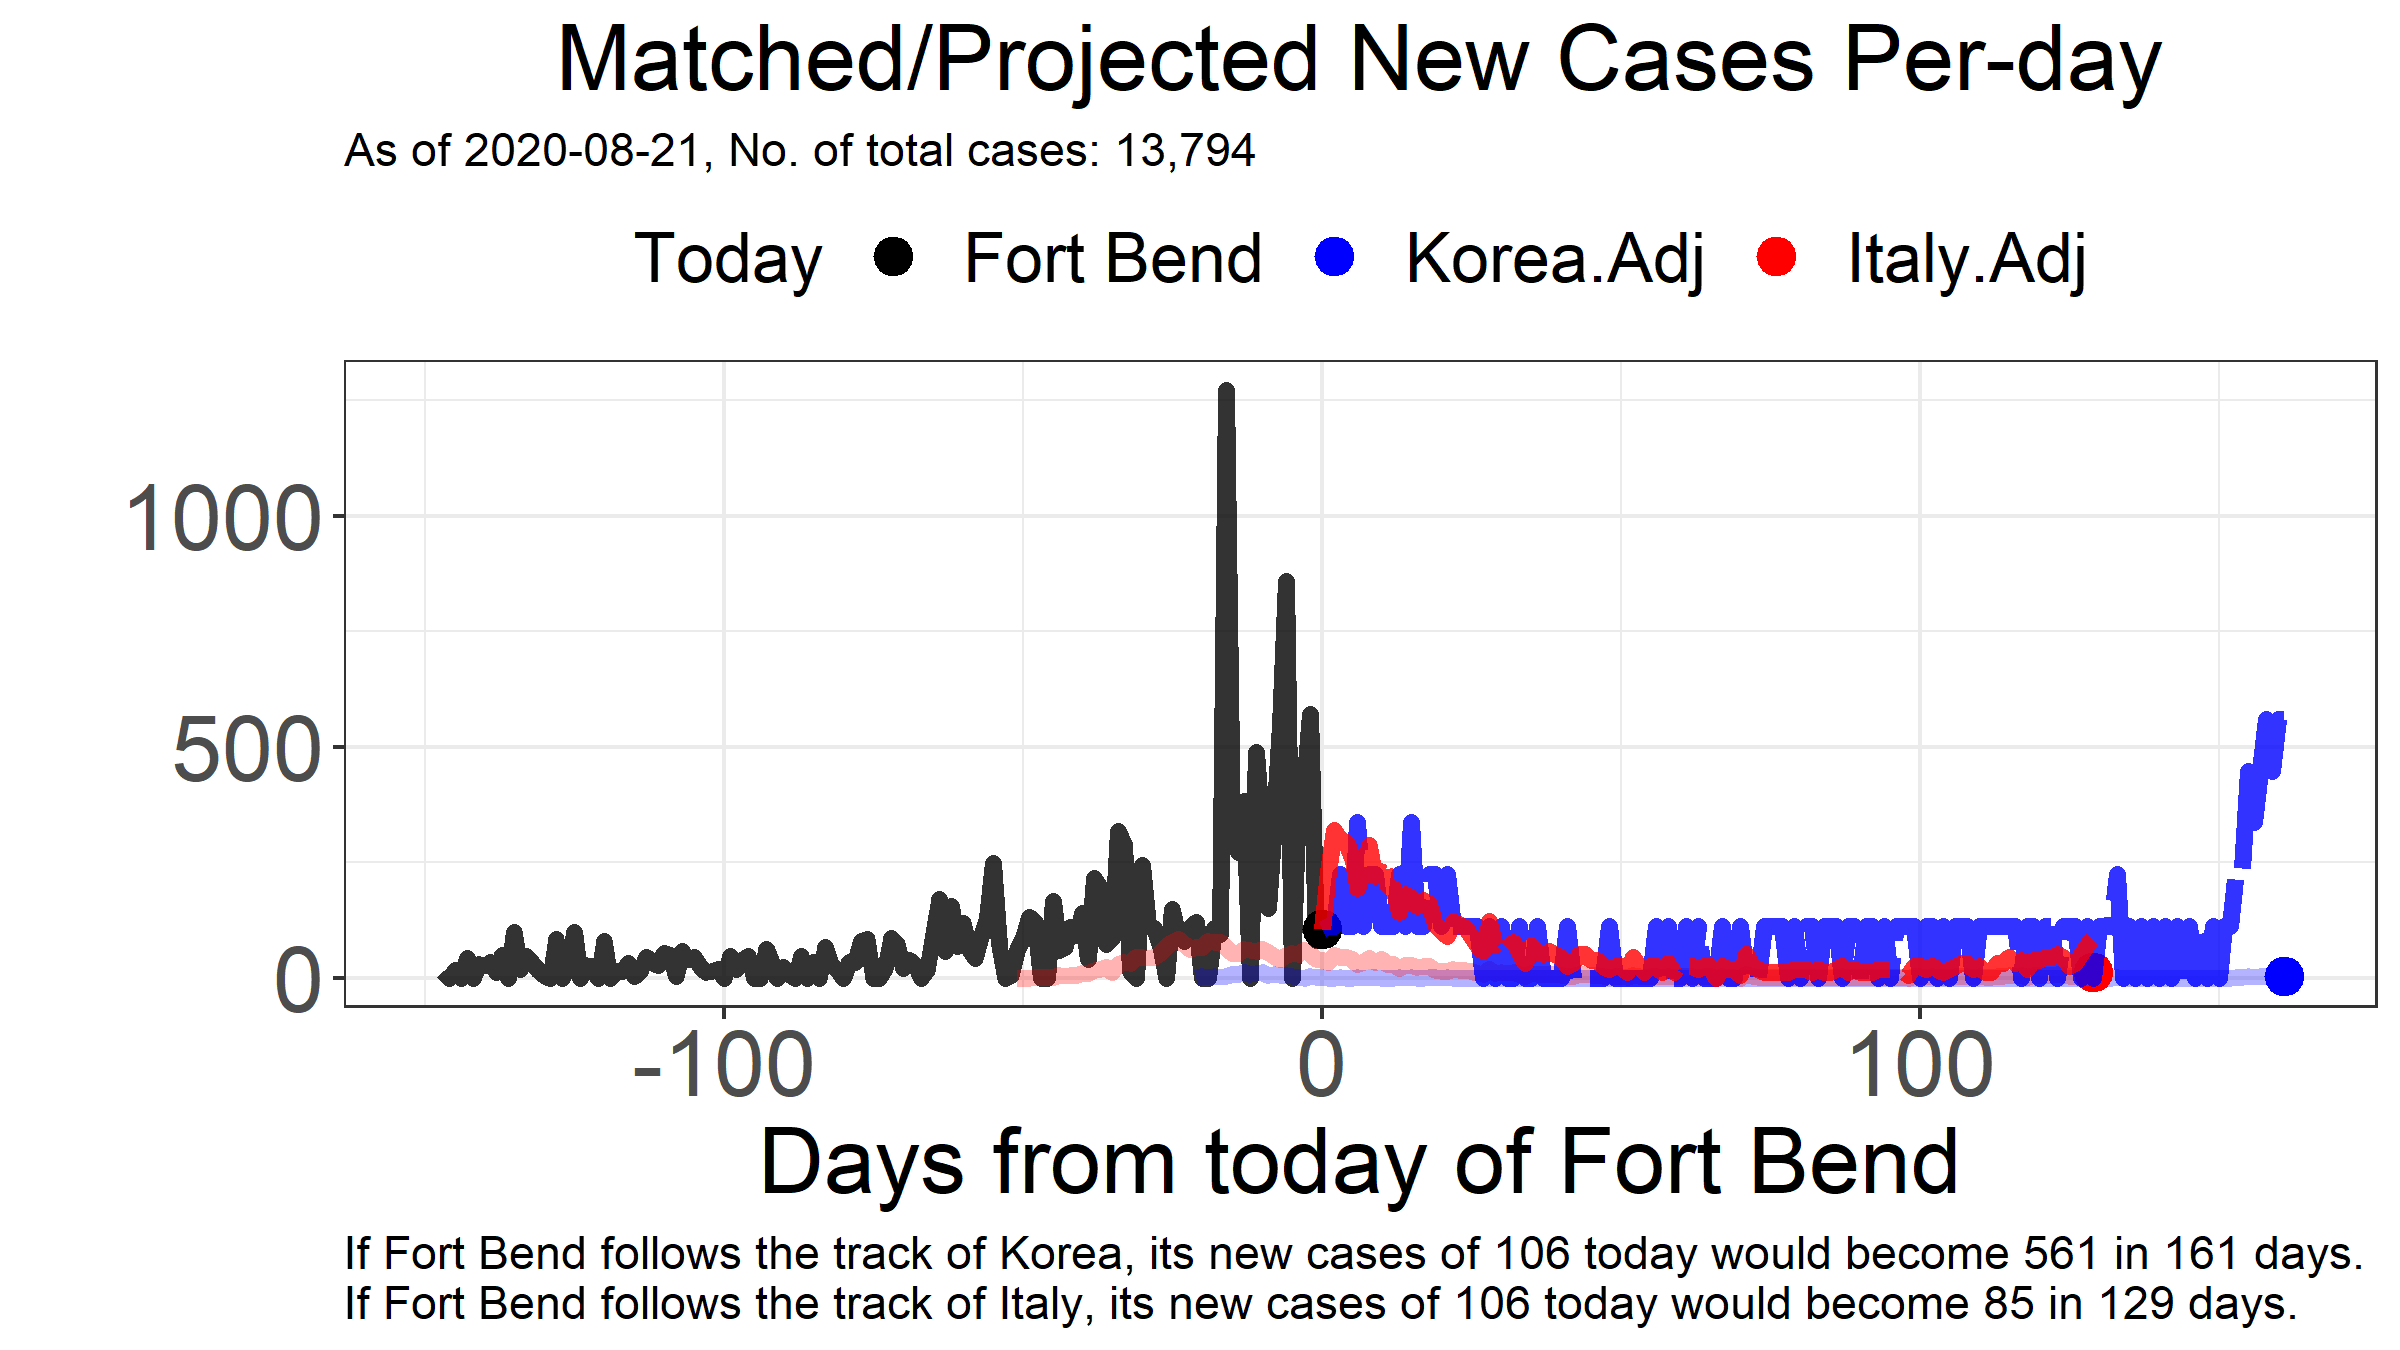 Matched/Projected New Cases Per-day
As of 2020-08-21, No. of total cases: 13,794
Today Fort Bend Korea.Adj Italy.Adj
1000
500
0
-100 0 100
Days from today of Fort Bend
If Fort Bend follows the track of Korea, its new cases of 106 today would become 561 in 161 days.
If Fort Bend follows the track of Italy, its new cases of 106 today would become 85 in 129 days.